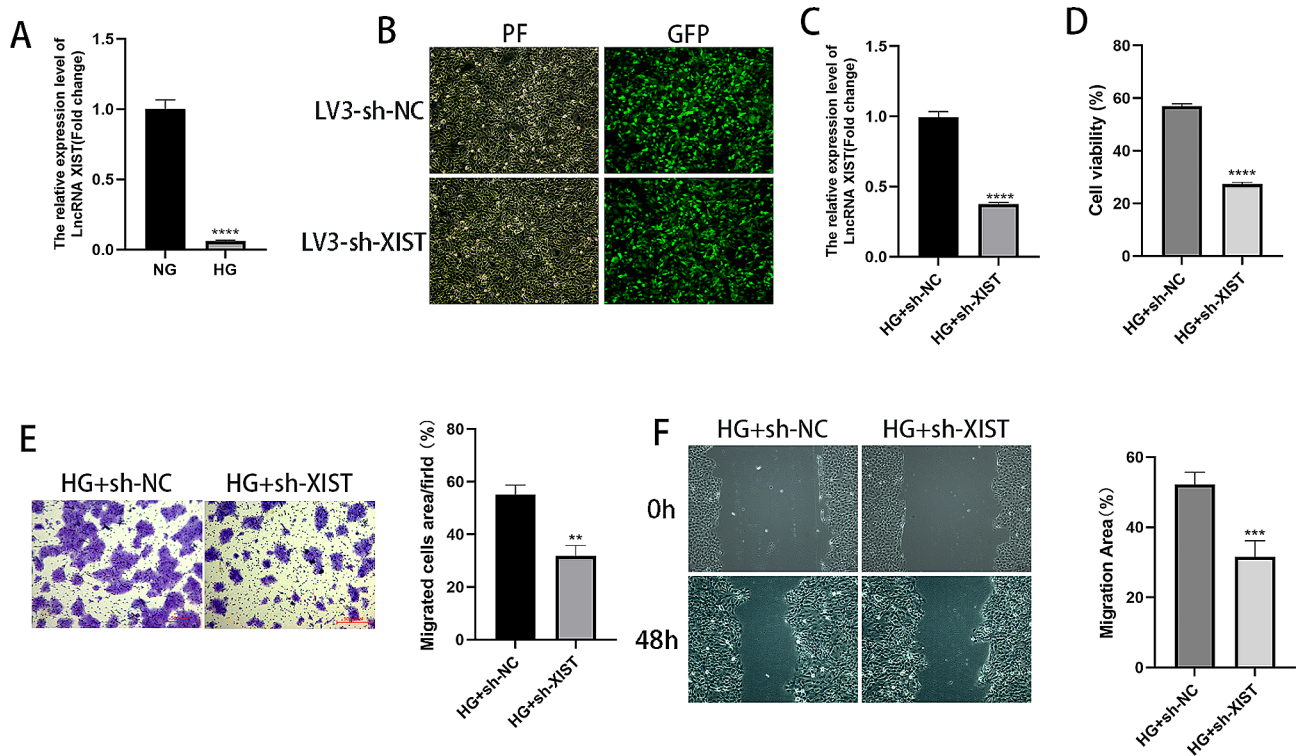 A
The relative expression level of
LncRNA XIST(Fold change)
1.5
1.0
0.5
0.0
****
NG
HG
B
PF
GFP
LV3-sh-NC
LV3-sh-XIST
C
The relative expression level of
LncRNA XIST(Fold change)
1.5
1.0
0.5
0.0
****
HG+sh-NC
HG+sh-XIST
D
Cell viability (%)
80
60
40
20
0
****
HG+sh-NC
HG+sh-XIST
E
HG+sh-NC
HG+sh-XIST
Migrated cells area/firld (%)
80
60
40
20
0
**
HG+sh-NC
HG+sh-XIST
F
HG+sh-NC
HG+sh-XIST
0h
48h
Migration Area(%)
60
40
20
0
***
HG+sh-NC
HG+sh-XIST